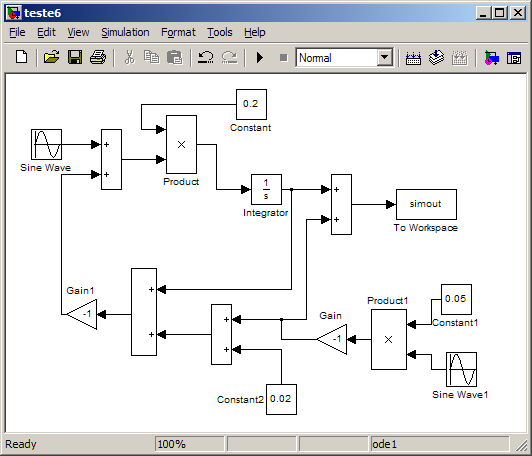 teste6
File Edit View Simulation Format Tools Help
Normal
0.2
Constant
Sine Wave
+
+
×
Product
1
s
Integrator
+
+
simout
To Workspace
Gain1
-1
+
+
+
+
Gain
-1
Product1
×
0.05
Constant1
Sine Wave1
Constant2
0.02
Ready 100% ode1